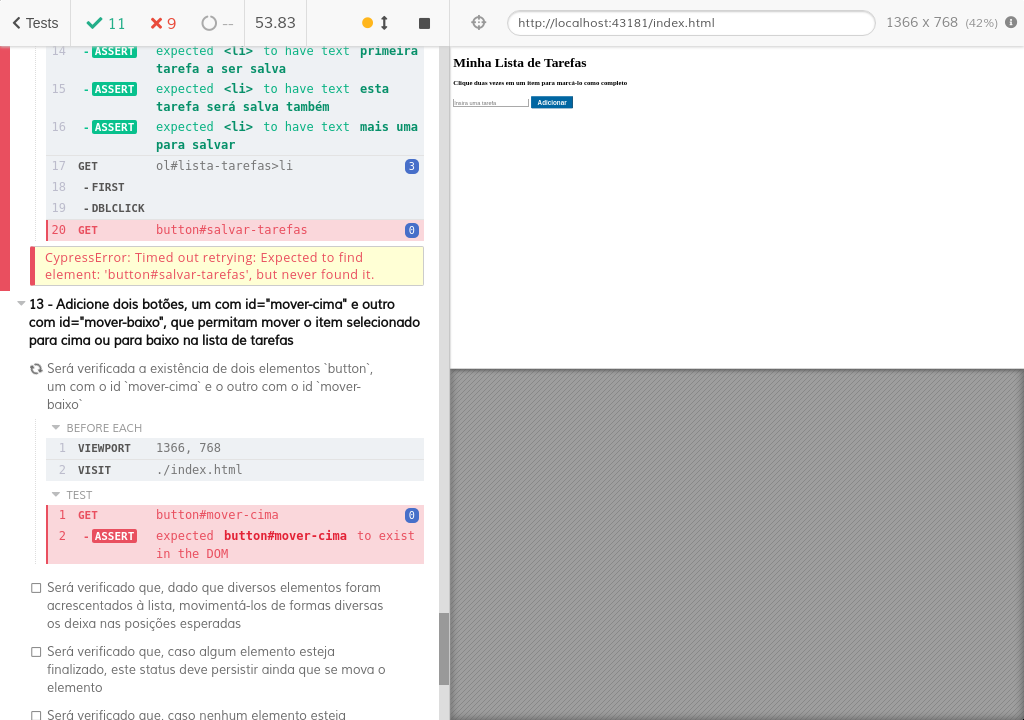 Tests
11
9
--
53.83
http://localhost:43181/index.html
1366 x 768 (42%)
14 - ASSERT expected <li> to have text primeira
tarefa a ser salva
15 - ASSERT expected <li> to have text esta
tarefa será salva também
16 - ASSERT expected <li> to have text mais uma
para salvar
17 GET ol#lista-tarefas>li 3
18 - FIRST
19 - DBLCLICK
20 GET button#salvar-tarefas 0
CypressError: Timed out retrying: Expected to find
element: 'button#salvar-tarefas', but never found it.
13 - Adicione dois botões, um com id="mover-cima" e outro
com id="mover-baixo", que permitam mover o item selecionado
para cima ou para baixo na lista de tarefas
Será verificada a existência de dois elementos `button`,
um com o id `mover-cima` e o outro com o id `mover-
baixo`
BEFORE EACH
1 VIEWPORT 1366, 768
2 VISIT ./index.html
TEST
1 GET button#mover-cima 0
2 - ASSERT expected button#mover-cima to exist
in the DOM
Será verificado que, dado que diversos elementos foram
acrescentados à lista, movimentá-los de formas diversas
os deixa nas posições esperadas
Será verificado que, caso algum elemento esteja
finalizado, este status deve persistir ainda que se mova o
elemento
Será verificado que, caso nenhum elemento esteja
Minha Lista de Tarefas
Clique duas vezes em um item para marcá-lo como completo
Insira uma tarefa
Adicionar